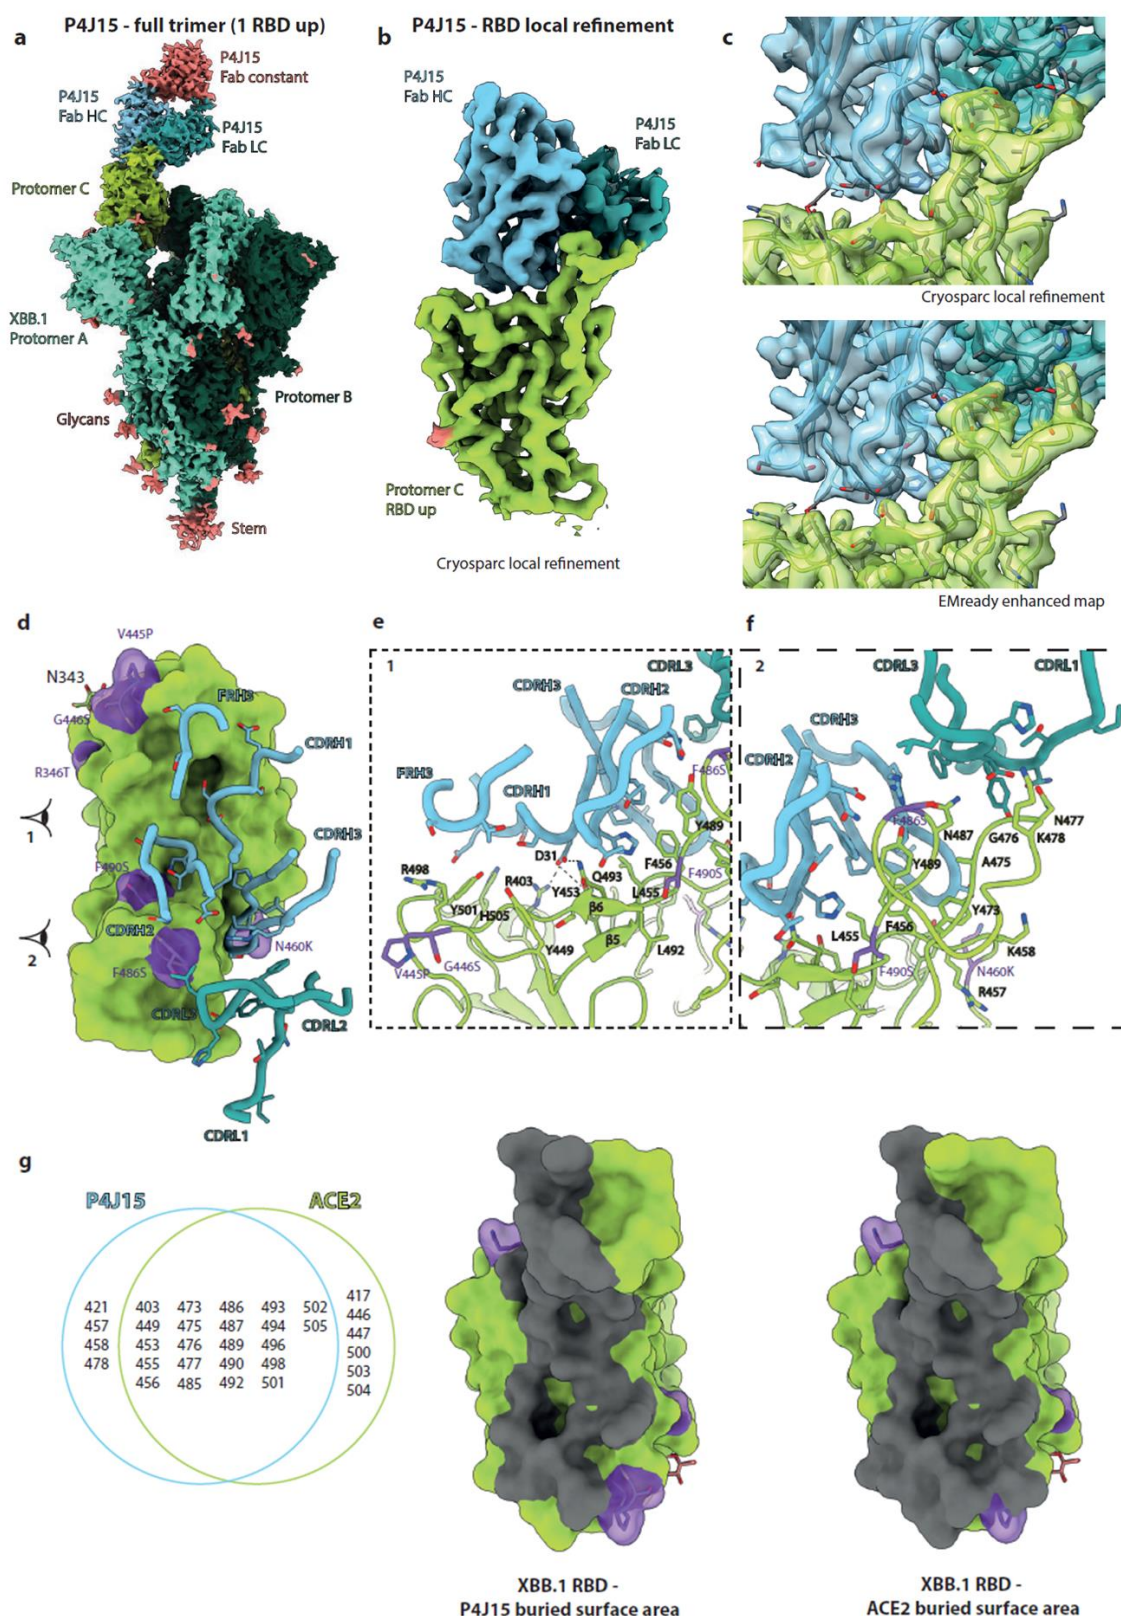 P4J15 - full trimer (1 RBD up)
P4J15 - RBD local refinement
a
b
c
P4J15
Fab constant
P4J15
Fab HC
P4J15
Fab LC
Protomer C
XBB.1
Protomer A
Protomer B
Glycans
Stem
P4J15
Fab HC
P4J15
Fab LC
Protomer C
RBD up
Cryosparc local refinement
Cryosparc local refinement
EMready enhanced map
d
V445P
N343
G446S
R346T
FRH3
CDRH1
1
CDRH3
F490S
CDRH2
N460K
2
F486S
CDRL3
CDRL2
CDRL1
e
1
CDRL3
CDRH3
CDRH2
FRH3
CDRH1
F486S
Y489
D31
F456
R498
R403
Q493
F490S
Y501
H505
Y453
L455
β6
Y449
β5
L492
V445P
G446S
f
2
CDRL3
CDRL1
CDRH3
CDRH2
F486S
N487
N477
G476
K478
Y489
A475
Y473
L455
F456
K458
F490S
N460K
R457
g
P4J15
ACE2
421
457
458
478
403 473 486 493 502
449 475 487 494 505
453 476 489 496
455 477 490 498
456 485 492 501
417
446
447
500
503
504
XBB.1 RBD -
P4J15 buried surface area
XBB.1 RBD -
ACE2 buried surface area